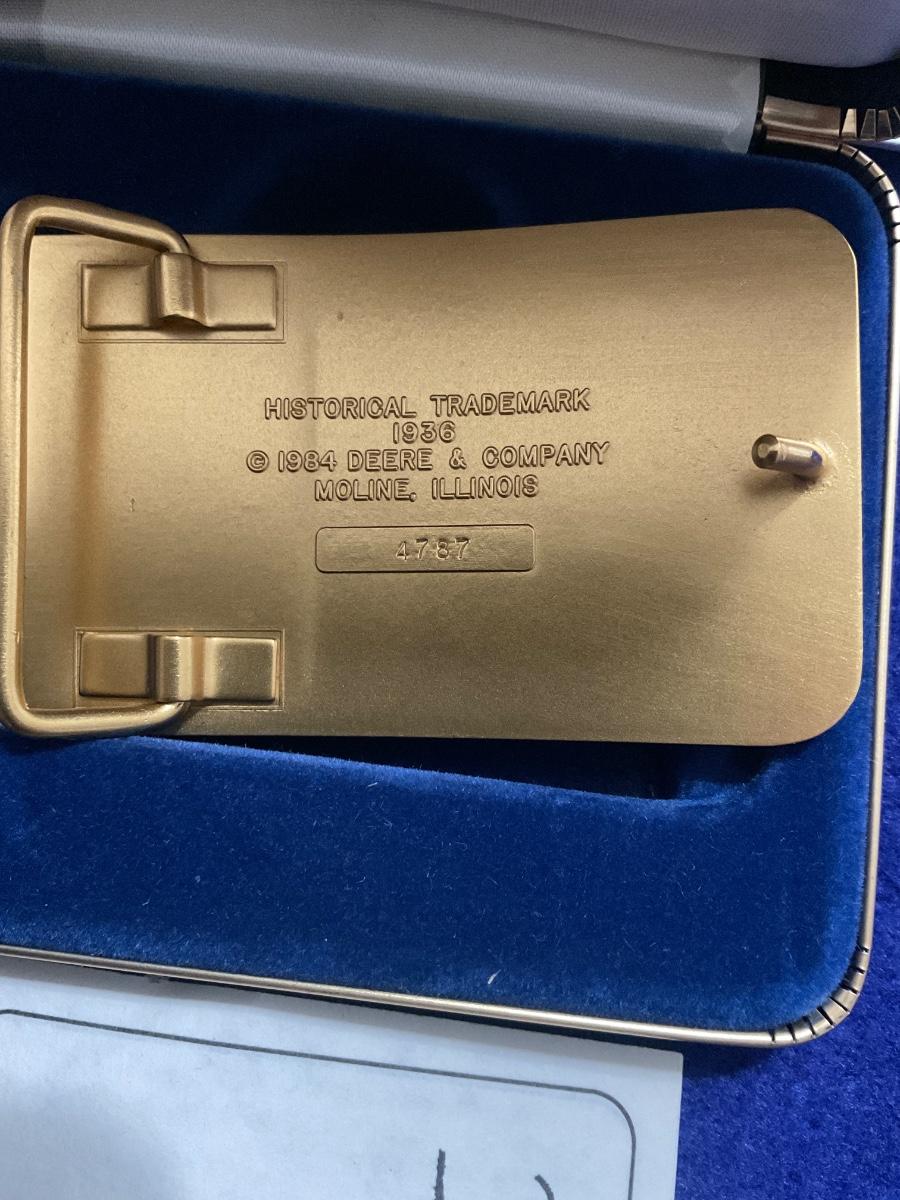 HISTORICAL TRADEMARK
1936
© 1984 DEERE & COMPANY
MOLINE, ILLINOIS
4787